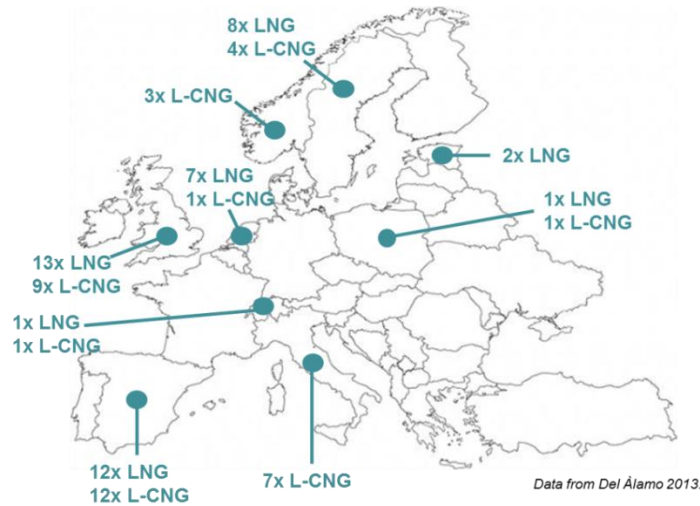 8x LNG
4x L-CNG
3x L-CNG
2x LNG
7x LNG
1x L-CNG
1x LNG
1x L-CNG
13x LNG
9x L-CNG
1x LNG
1x L-CNG
12x LNG
12x L-CNG
7x L-CNG
Data from Del Álamo 2013.